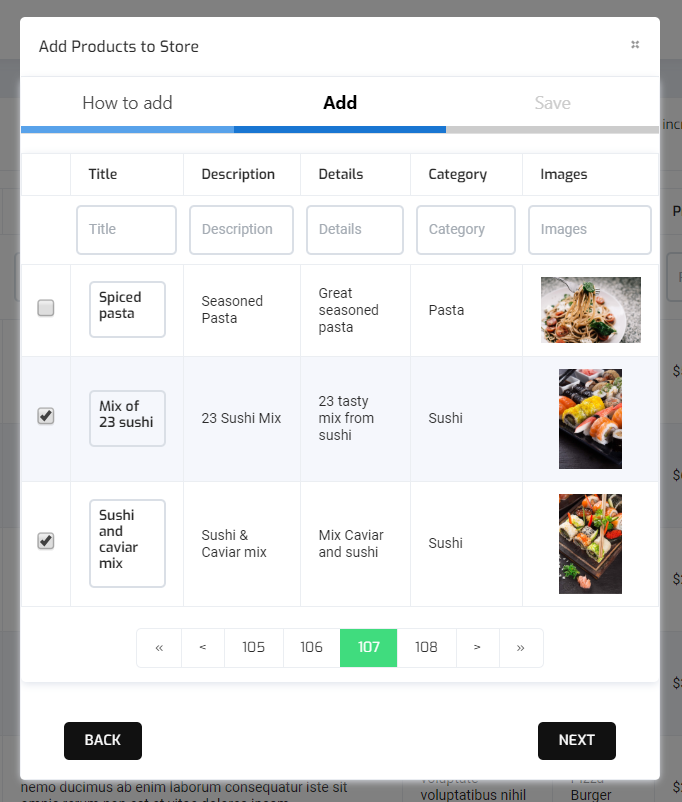 Add Products to Store
How to add
Add
Save
incr
Title
Description
Details
Category
Images
P
Title
Description
Details
Category
Images
Spiced
pasta
Seasoned
Pasta
Great
seasoned
pasta
Pasta
Mix of
23 sushi
23 Sushi Mix
23 tasty
mix from
sushi
Sushi
Sushi
and
caviar
mix
Sushi &
Caviar mix
Mix Caviar
and sushi
Sushi
« < 105 106 107 108 > »
BACK
NEXT
nemo ducimus ab enim laborum consequatur iste sit
voluptate
voluptatibus nihil
Pizza
Burger